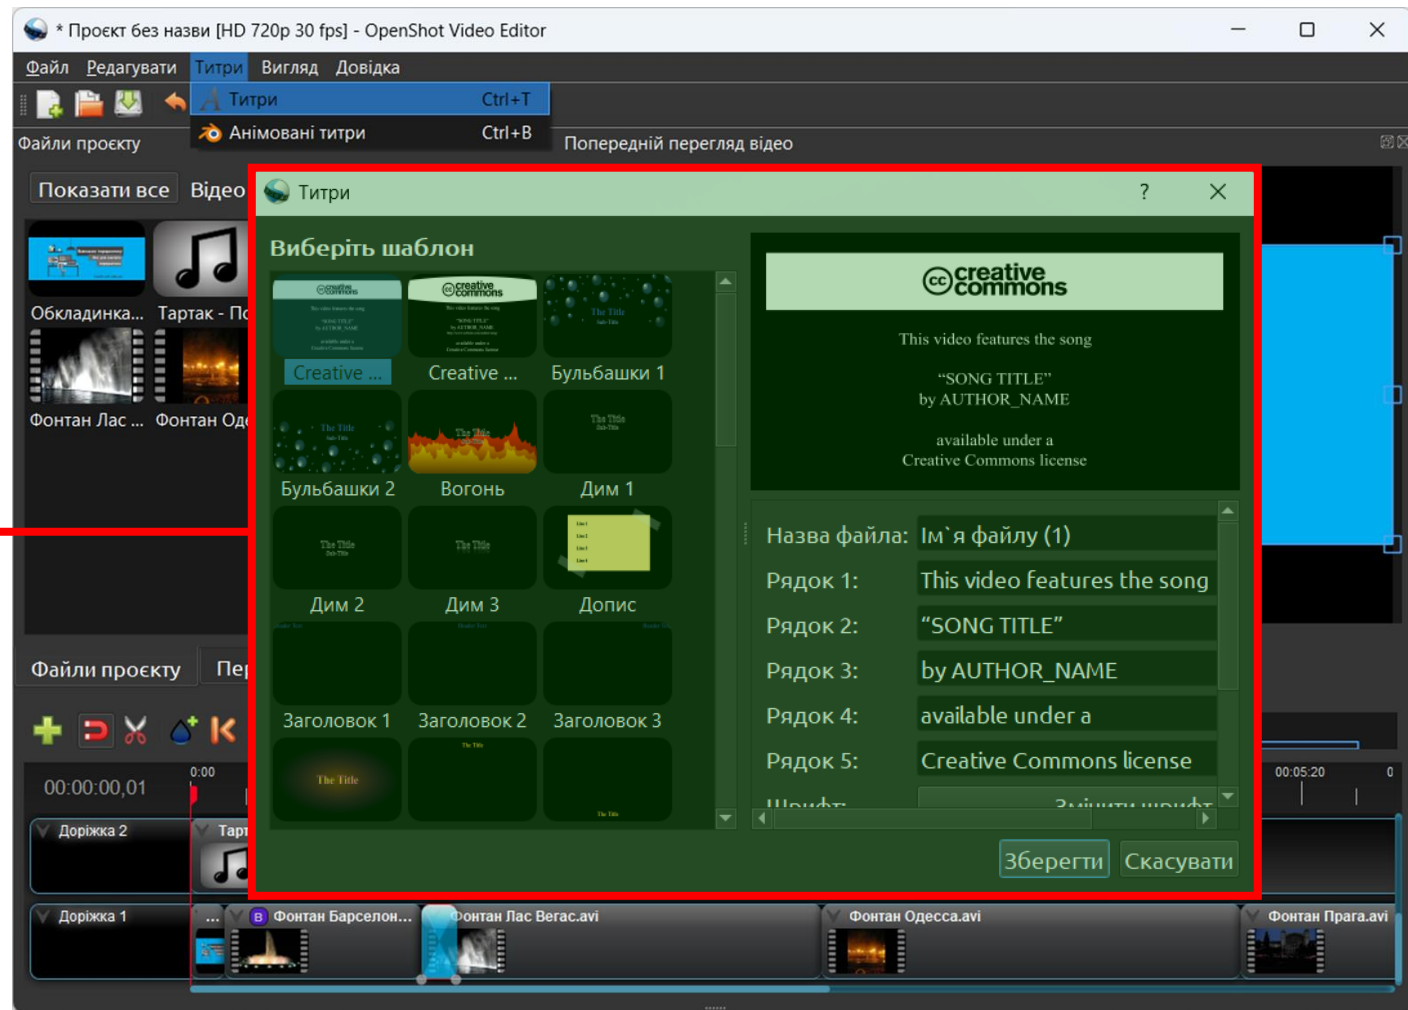 * Проєкт без назви [HD 720p 30 fps] - OpenShot Video Editor
Файл Редагувати Титри Вигляд Довідка
Титри Ctrl+T
Анімовані титри Ctrl+B
Файли проєкту
Попередній перегляд відео
Показати все Відео
Обкладинка... Тартак - По
Фонтан Лас ... Фонтан Оде
Титри
?
Виберіть шаблон
Creative ... Creative ... Бульбашки 1
Бульбашки 2 Вогонь Дим 1
Дим 2 Дим 3 Допис
Заголовок 1 Заголовок 2 Заголовок 3
The Title
cc creative commons
This video features the song
“SONG TITLE”
by AUTHOR_NAME
available under a
Creative Commons license
Назва файла: Ім`я файлу (1)
Рядок 1: This video features the song
Рядок 2: “SONG TITLE”
Рядок 3: by AUTHOR_NAME
Рядок 4: available under a
Рядок 5: Creative Commons license
Шрифт: Змінити шрифт
Зберегти Скасувати
Файли проєкту Пер
00:00:00,01 0:00 00:05:20 0
Доріжка 2 Тарт
Доріжка 1 ... B Фонтан Барселон... Фонтан Лас Вегас.avi Фонтан Одесса.avi Фонтан Прага.avi